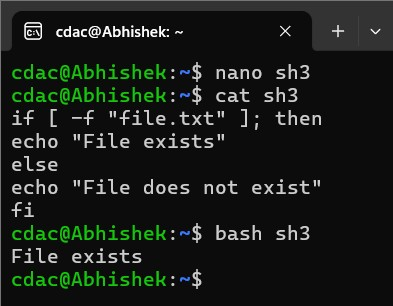 cdac@Abhishek: ~
cdac@Abhishek:~$ nano sh3
cdac@Abhishek:~$ cat sh3
if [ -f "file.txt" ]; then
echo "File exists"
else
echo "File does not exist"
fi
cdac@Abhishek:~$ bash sh3
File exists
cdac@Abhishek:~$